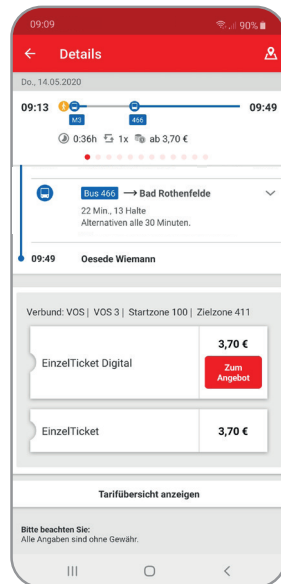 09:09 90%
Details
Do., 14.05.2020
09:13 09:49
M3 466
0:36h 1x ab 3,70 €
Bus 466 → Bad Rothenfelde
22 Min., 13 Halte
Alternativen alle 30 Minuten.
09:49 Oesede Wiemann
Verbund: VOS | VOS 3 | Startzone 100 | Zielzone 411
3,70 €
EinzelTicket Digital
Zum
Angebot
EinzelTicket 3,70 €
Tarifübersicht anzeigen
Bitte beachten Sie:
Alle Angaben sind ohne Gewähr.